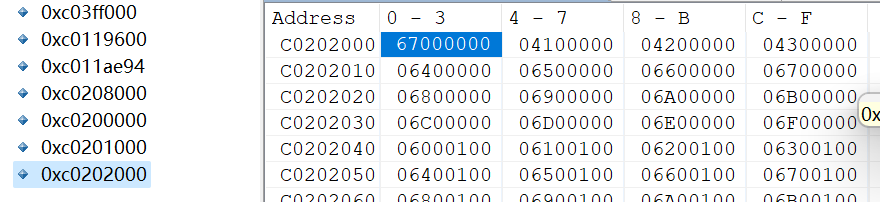 0xc03ff000
0xc0119600
0xc011ae94
0xc0208000
0xc0200000
0xc0201000
0xc0202000
Address 0 - 3 4 - 7 8 - B C - F
C0202000 67000000 04100000 04200000 04300000
C0202010 06400000 06500000 06600000 06700000
C0202020 06800000 06900000 06A00000 06B00000
C0202030 06C00000 06D00000 06E00000 06F00000
C0202040 06000100 06100100 06200100 06300100
C0202050 06400100 06500100 06600100 06700100
C0202060 06800100 06900100 06A00100 06B00100
0x